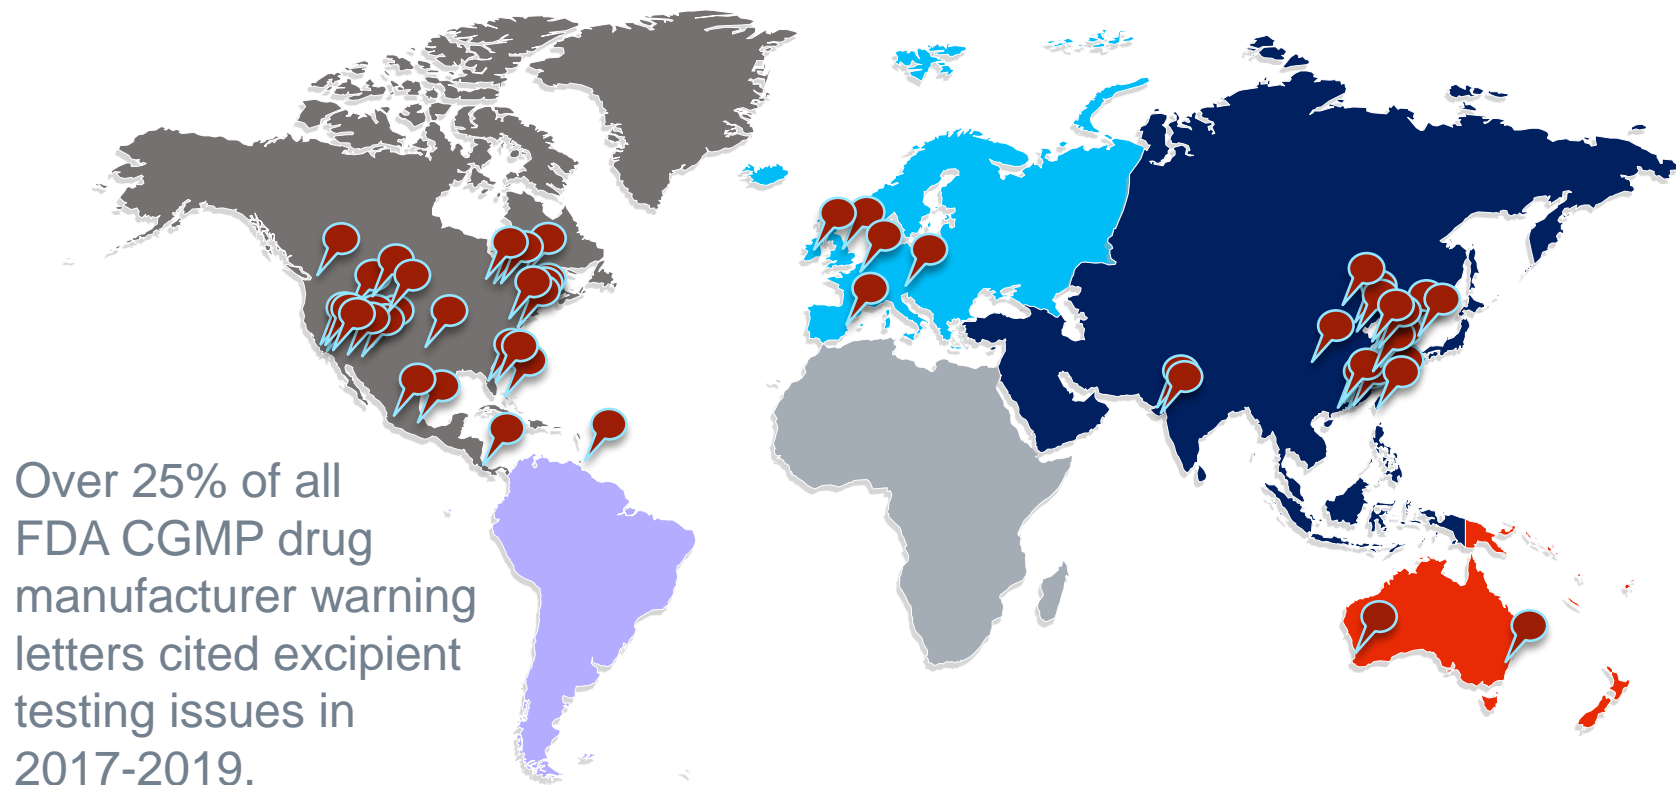 Over 25% of all
FDA CGMP drug
manufacturer warning
letters cited excipient
testing issues in
2017-2019.